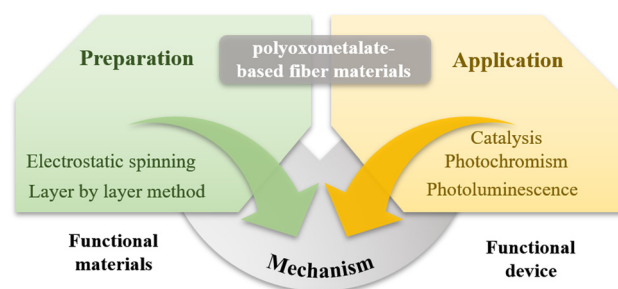 Preparation
polyoxometalate-
based fiber materials
Application
Electrostatic spinning
Layer by layer method
Catalysis
Photochromism
Photoluminescence
Functional
materials
Mechanism
Functional
device